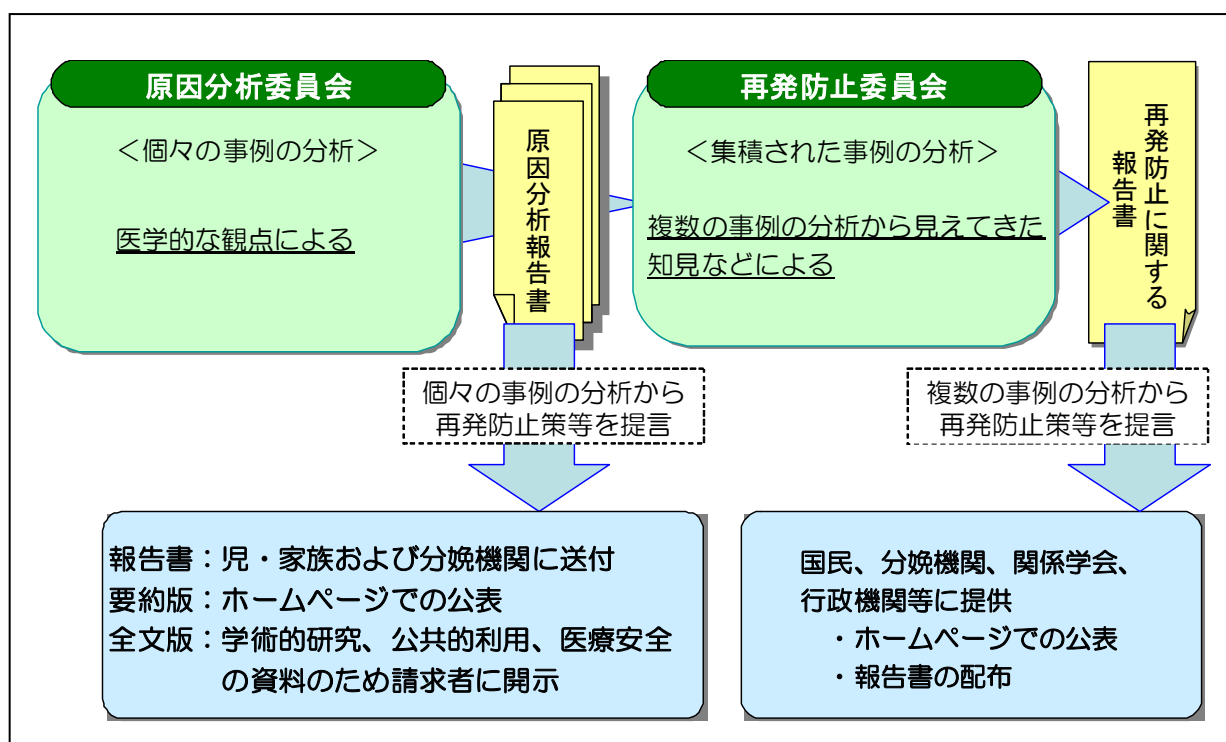 原因分析委員会
＜個々の事例の分析＞
医学的な観点による
原因分析報告書
再発防止委員会
＜集積された事例の分析＞
複数の事例の分析から見えてきた
知見などによる
再発防止に関する
報告書
個々の事例の分析から
再発防止策等を提言
複数の事例の分析から
再発防止策等を提言
報告書：児・家族および分娩機関に送付
要約版：ホームページでの公表
全文版：学術的研究、公共的利用、医療安全
の資料のため請求者に開示
国民、分娩機関、関係学会、
行政機関等に提供
・ホームページでの公表
・報告書の配布